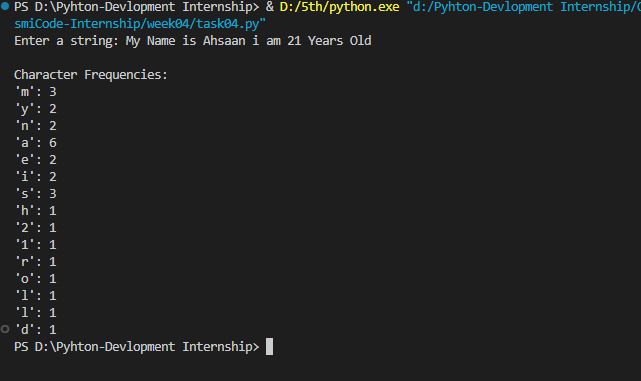 PS D:\Pyhton-Devlopment Internship> & D:/5th/python.exe "d:/Pyhton-Devlopment Internship/
smiCode-Internship/week04/task04.py"
Enter a string: My Name is Ahsaan i am 21 Years Old
Character Frequencies:
'm': 3
'y': 2
'n': 2
'a': 6
'e': 2
'i': 2
's': 3
'h': 1
'2': 1
'1': 1
'r': 1
'o': 1
'l': 1
'l': 1
'd': 1
PS D:\Pyhton-Devlopment Internship>